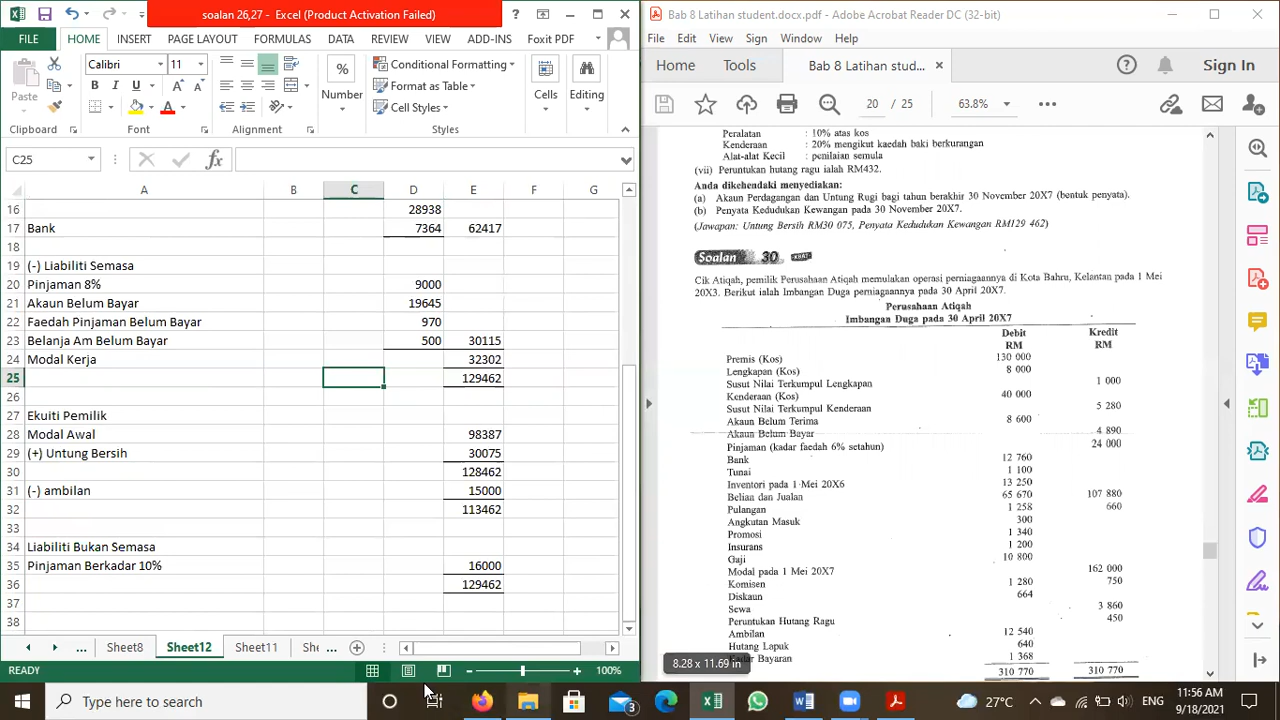 soalan 26,27 - Excel (Product Activation Failed)
FILE HOME INSERT PAGE LAYOUT FORMULAS DATA REVIEW VIEW ADD-INS Foxit PDF
Calibri 11
Paste
B I U
A A
Number
Conditional Formatting
Format as Table
Cell Styles
Cells
Editing
Clipboard Font Alignment Styles
C25 fx
A B C D E F G
16 28938
17 Bank 7364 62417
18
19 (-) Liabiliti Semasa
20 Pinjaman 8% 9000
21 Akaun Belum Bayar 19645
22 Faedah Pinjaman Belum Bayar 970
23 Belanja Am Belum Bayar 500 30115
24 Modal Kerja 32302
25 129462
26
27 Ekuiti Pemilik
28 Modal Awal 98387
29 (+) Untung Bersih 30075
30 128462
31 (-) ambilan 15000
32 113462
33
34 Liabiliti Bukan Semasa
35 Pinjaman Berkadar 10% 16000
36 129462
37
38
... Sheet8 Sheet12 Sheet11 She ...
READY 100%
Bab 8 Latihan student.docx.pdf - Adobe Acrobat Reader DC (32-bit)
File Edit View Sign Window Help
Home Tools Bab 8 Latihan stud... Sign In
20 / 25 63.8%
Peralatan : 10% atas kos
Kenderaan : 20% mengikut kaedah baki berkurangan
Alat-alat Kecil : penilaian semula
(vii) Peruntukan hutang ragu ialah RM432.
Anda dikehendaki menyediakan:
(a) Akaun Perdagangan dan Untung Rugi bagi tahun berakhir 30 November 20X7 (bentuk penyata).
(b) Penyata Kedudukan Kewangan pada 30 November 20X7.
(Jawapan: Untung Bersih RM30 075, Penyata Kedudukan Kewangan RM129 462)
Soalan 30 KBAT
Cik Atiqah, pemilik Perusahaan Atiqah memulakan operasi perniagaannya di Kota Bahru, Kelantan pada 1 Mei
20X3. Berikut ialah Imbangan Duga perniagaannya pada 30 April 20X7.
Perusahaan Atiqah
Imbangan Duga pada 30 April 20X7
Debit Kredit
RM RM
Premis (Kos) 130 000
Lengkapan (Kos) 8 000
Susut Nilai Terkumpul Lengkapan 1 000
Kenderaan (Kos) 40 000
Susut Nilai Terkumpul Kenderaan 5 280
Akaun Belum Terima 8 600
Akaun Belum Bayar 4 890
Pinjaman (kadar faedah 6% setahun) 24 000
Bank 12 760
Tunai 1 100
Inventori pada 1 Mei 20X6 13 250
Belian dan Jualan 65 670 107 880
Pulangan 1 258 660
Angkutan Masuk 300
Promosi 1 340
Insurans 1 200
Gaji 10 800
Modal pada 1 Mei 20X7 162 000
Komisen 1 280 750
Diskaun 664
Sewa 3 860
Peruntukan Hutang Ragu 450
Ambilan 12 540
Hutang Lapuk 640
Bayaran 1 368
310 770 310 770
8.28 x 11.69 in
Type here to search
3
27°C ENG
11:56 AM
9/18/2021